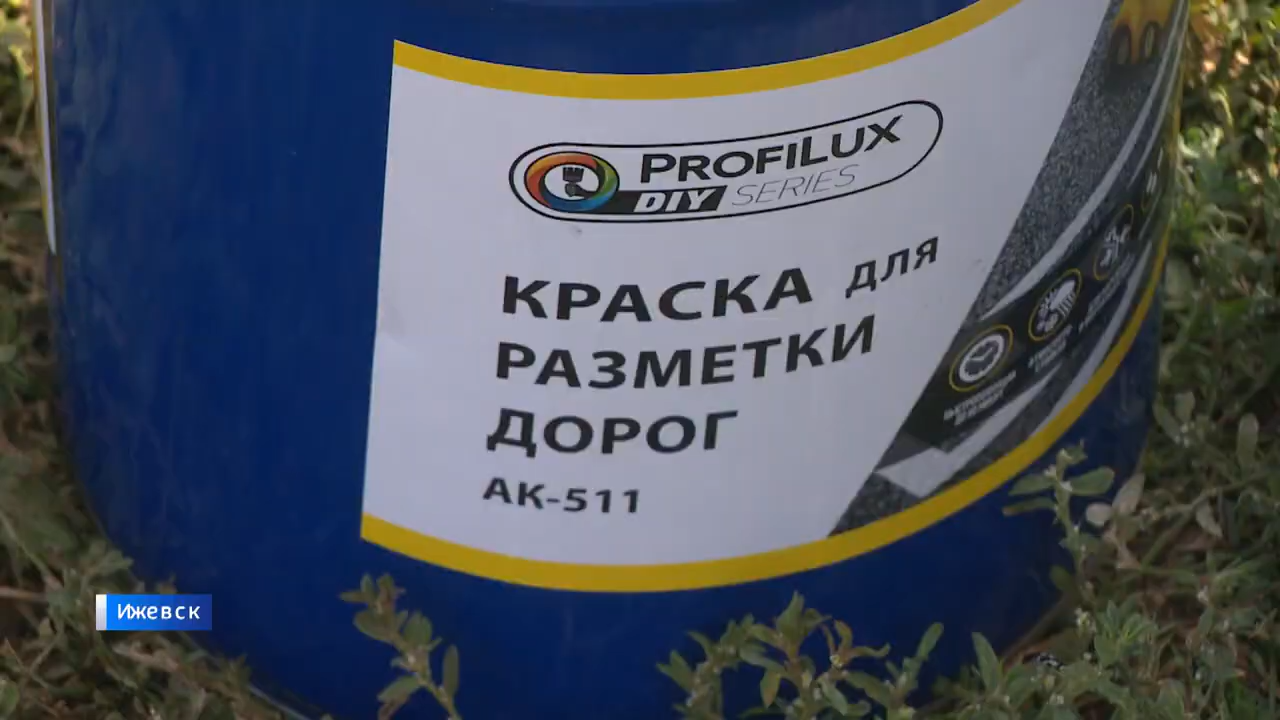 PROFILUX
DIY SERIES
КРАСКА для
РАЗМЕТКИ
ДОРОГ
АК-511
Ижевск